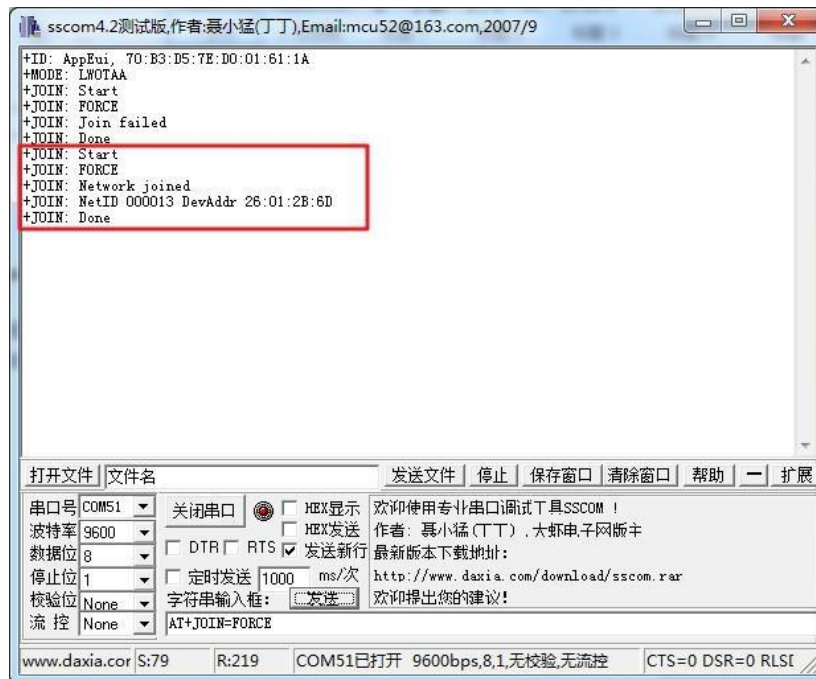 sscom4.2测试版,作者:聂小猛(丁丁),Email:mcu52@163.com,2007/9
+ID: AppEui, 70:B3:D5:7E:D0:01:61:1A
+MODE: LWOTAA
+JOIN: Start
+JOIN: FORCE
+JOIN: Join failed
+JOIN: Done
+JOIN: Start
+JOIN: FORCE
+JOIN: Network joined
+JOIN: NetID 000013 DevAddr 26:01:2B:6D
+JOIN: Done
打开文件 文件名 发送文件 停止 保存窗口 清除窗口 帮助 一 扩展
串口号 COM51 关闭串口 HEX显示 欢迎使用专业串口调试工具SSCOM !
波特率 9600 HEX发送 作者: 聂小猛(丁丁),大虾电子网版主
数据位 8 DTR RTS 发送新行 最新版本下载地址:
停止位 1 定时发送 1000 ms/次 http://www.daxia.com/download/sscom.rar
校验位 None 字符串输入框: 发送 欢迎提出您的建议!
流 控 None AT+JOIN=FORCE
www.daxia.cor S:79 R:219 COM51已打开 9600bps,8,1,无校验,无流控 CTS=0 DSR=0 RLSI